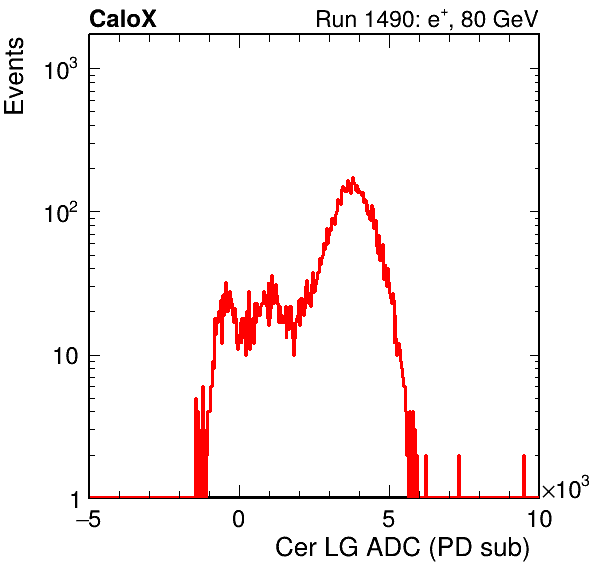 CaloX
Run 1490: e⁺, 80 GeV
Events
10³
10²
10
1
−5
0
5
10
×10³
Cer LG ADC (PD sub)